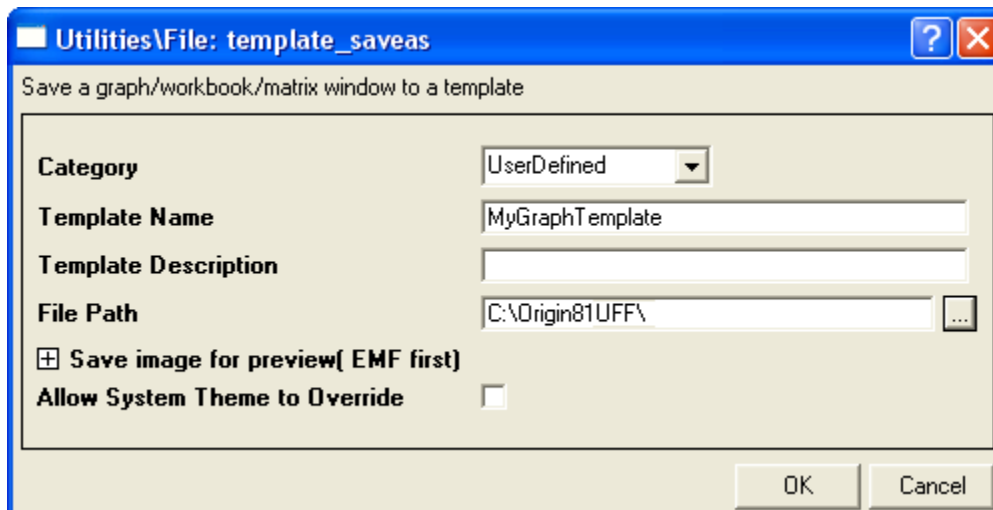 Utilities\File: template_saveas
Save a graph/workbook/matrix window to a template
Category UserDefined
Template Name MyGraphTemplate
Template Description
File Path C:\Origin81UFF\ ...
Save image for preview( EMF first)
Allow System Theme to Override
OK Cancel